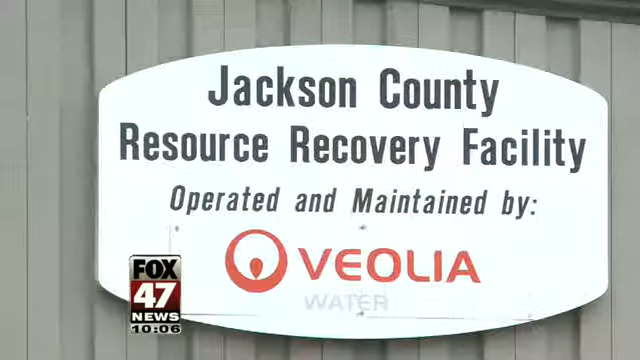 Jackson County
Resource Recovery Facility
Operated and Maintained by:
VEOLIA
WATER
FOX
47
NEWS
10:06